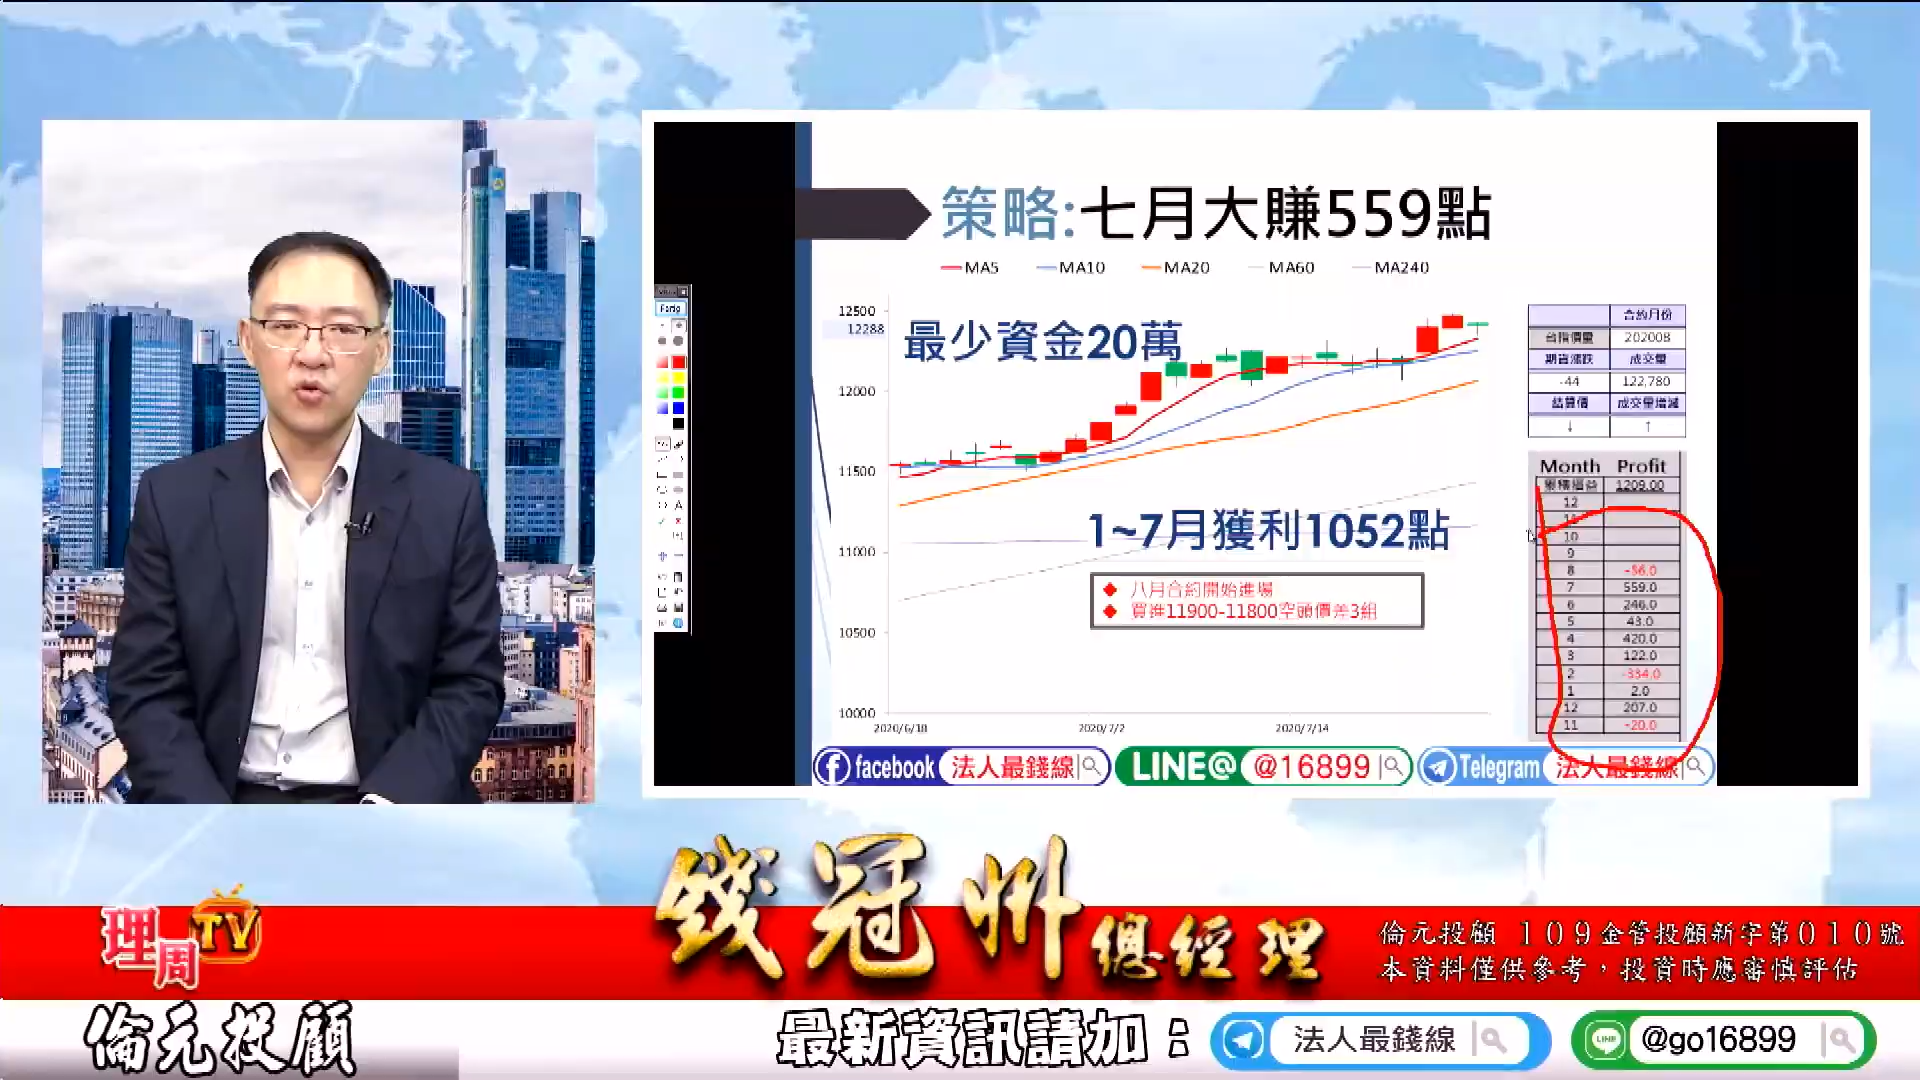 策略:七月大賺559點
MA5 MA10 MA20 MA60 MA240
最少資金20萬
12500
12288
12000
11500
11000
10500
10000
2020/6/18 2020/7/2 2020/7/14
1~7月獲利1052點
八月合約開始進場
買進11900-11800空頭價差3組
合約月份
台指價量 202008
期貨漲跌 成交量
-44 122,780
結算價 成交量增減
↓ ↑
Month Profit
累積損益 1209.00
12
11
10
9
8 -36.0
7 559.0
6 246.0
5 43.0
4 420.0
3 122.0
2 -334.0
1 2.0
12 207.0
11 -20.0
facebook 法人最錢線
LINE@ @16899
Telegram 法人最錢線
理周TV
錢冠州 總經理
倫元投顧 109金管投顧新字第010號
本資料僅供參考，投資時應審慎評估
倫元投顧
最新資訊請加：
法人最錢線
LINE @go16899